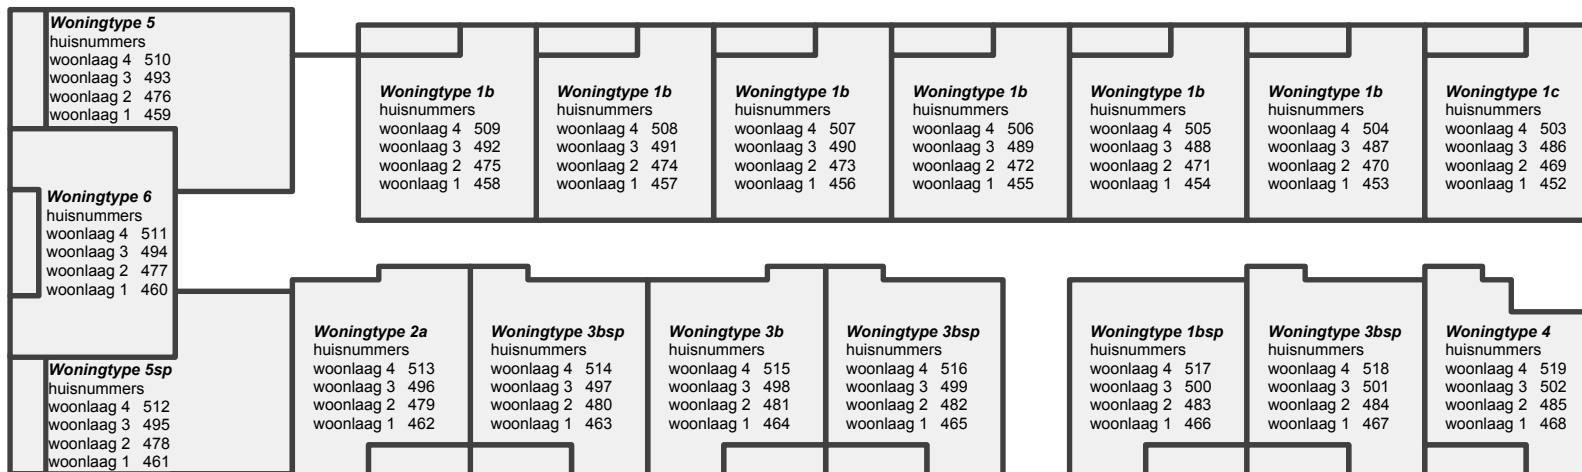 Woningtype 5
huisnummers
woonlaag 4 510
woonlaag 3 493
woonlaag 2 476
woonlaag 1 459
Woningtype 1b
huisnummers
woonlaag 4 509
woonlaag 3 492
woonlaag 2 475
woonlaag 1 458
Woningtype 1b
huisnummers
woonlaag 4 508
woonlaag 3 491
woonlaag 2 474
woonlaag 1 457
Woningtype 1b
huisnummers
woonlaag 4 507
woonlaag 3 490
woonlaag 2 473
woonlaag 1 456
Woningtype 1b
huisnummers
woonlaag 4 506
woonlaag 3 489
woonlaag 2 472
woonlaag 1 455
Woningtype 1b
huisnummers
woonlaag 4 505
woonlaag 3 488
woonlaag 2 471
woonlaag 1 454
Woningtype 1b
huisnummers
woonlaag 4 504
woonlaag 3 487
woonlaag 2 470
woonlaag 1 453
Woningtype 1c
huisnummers
woonlaag 4 503
woonlaag 3 486
woonlaag 2 469
woonlaag 1 452
Woningtype 6
huisnummers
woonlaag 4 511
woonlaag 3 494
woonlaag 2 477
woonlaag 1 460
Woningtype 5sp
huisnummers
woonlaag 4 512
woonlaag 3 495
woonlaag 2 478
woonlaag 1 461
Woningtype 2a
huisnummers
woonlaag 4 513
woonlaag 3 496
woonlaag 2 479
woonlaag 1 462
Woningtype 3bsp
huisnummers
woonlaag 4 514
woonlaag 3 497
woonlaag 2 480
woonlaag 1 463
Woningtype 3b
huisnummers
woonlaag 4 515
woonlaag 3 498
woonlaag 2 481
woonlaag 1 464
Woningtype 3bsp
huisnummers
woonlaag 4 516
woonlaag 3 499
woonlaag 2 482
woonlaag 1 465
Woningtype 1bsp
huisnummers
woonlaag 4 517
woonlaag 3 500
woonlaag 2 483
woonlaag 1 466
Woningtype 3bsp
huisnummers
woonlaag 4 518
woonlaag 3 501
woonlaag 2 484
woonlaag 1 467
Woningtype 4
huisnummers
woonlaag 4 519
woonlaag 3 502
woonlaag 2 485
woonlaag 1 468